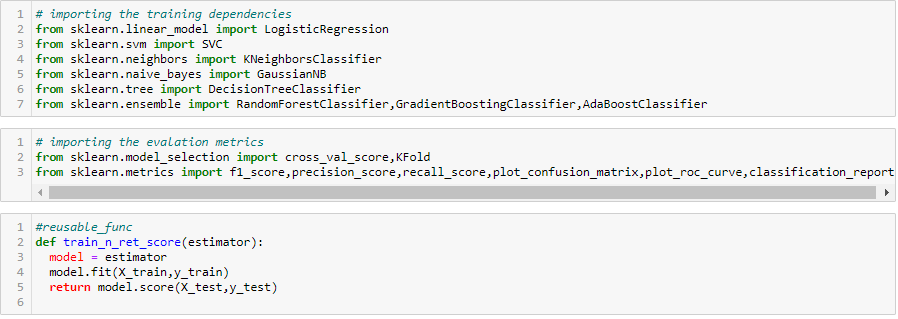 1 # importing the training dependencies
2 from sklearn.linear_model import LogisticRegression
3 from sklearn.svm import SVC
4 from sklearn.neighbors import KNeighborsClassifier
5 from sklearn.naive_bayes import GaussianNB
6 from sklearn.tree import DecisionTreeClassifier
7 from sklearn.ensemble import RandomForestClassifier,GradientBoostingClassifier,AdaBoostClassifier
1 # importing the evalation metrics
2 from sklearn.model_selection import cross_val_score,KFold
3 from sklearn.metrics import f1_score,precision_score,recall_score,plot_confusion_matrix,plot_roc_curve,classification_report
1 #reusable_func
2 def train_n_ret_score(estimator):
3   model = estimator
4   model.fit(X_train,y_train)
5   return model.score(X_test,y_test)
6